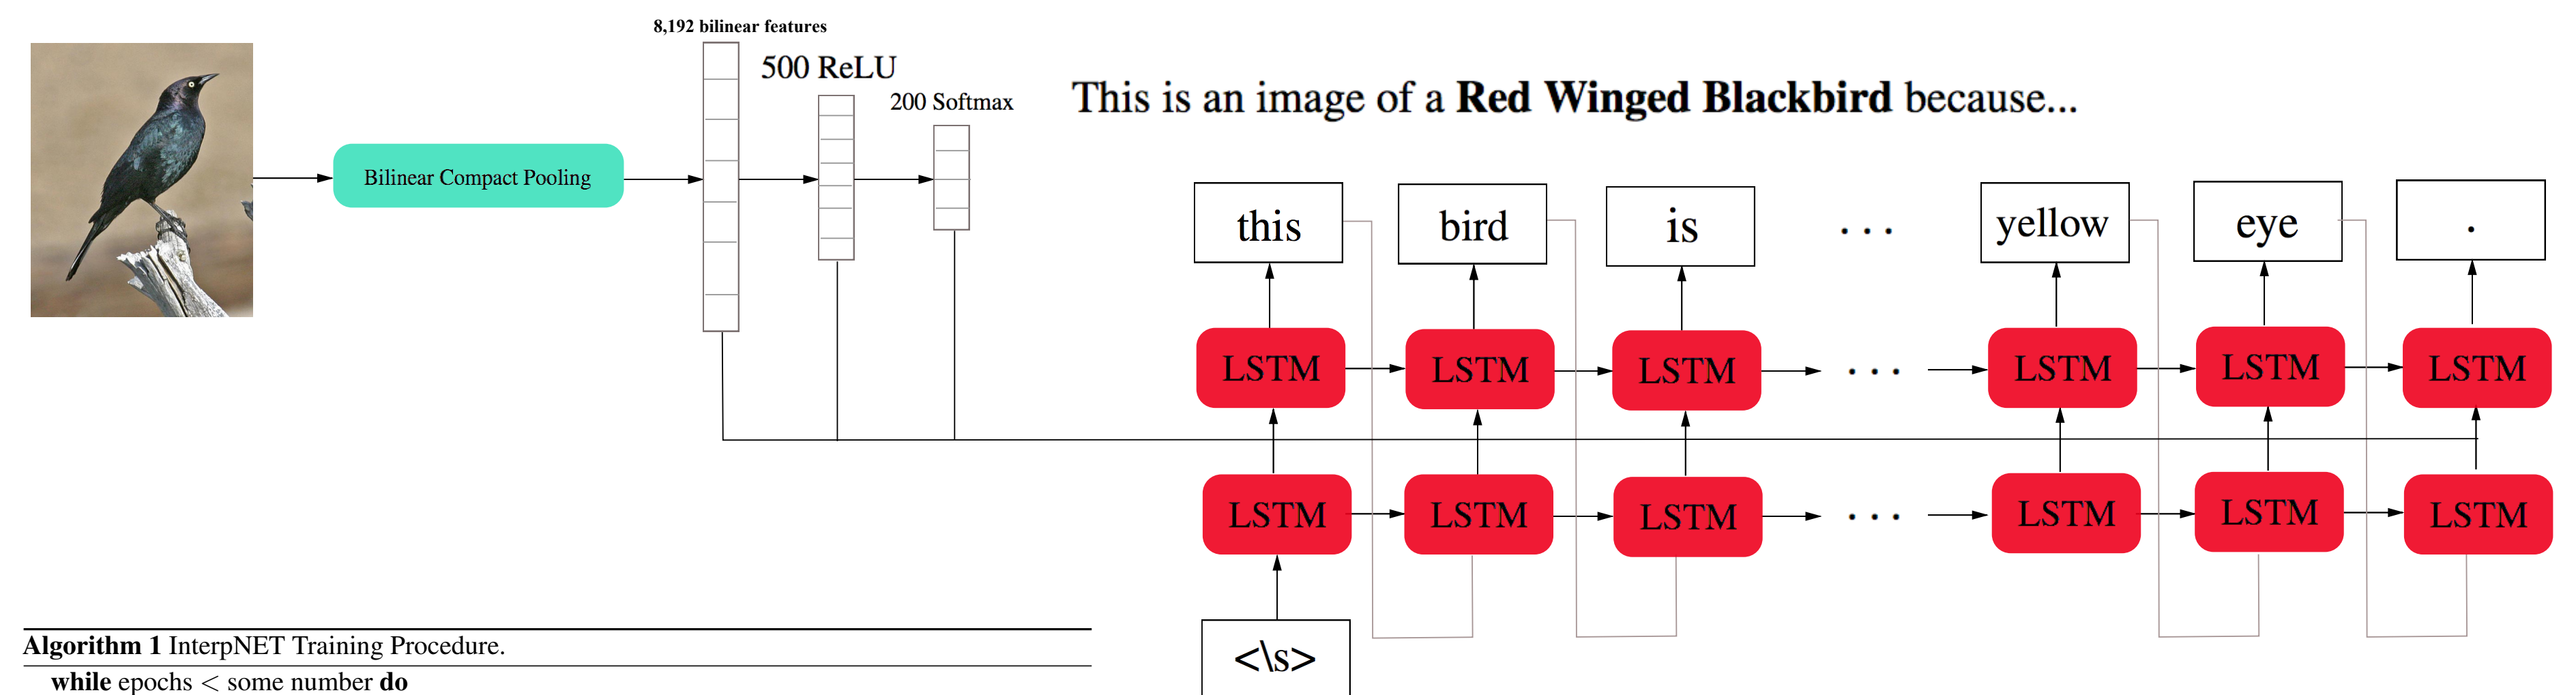 8,192 bilinear features
500 ReLU
200 Softmax
Bilinear Compact Pooling
This is an image of a Red Winged Blackbird because...
this bird is ... yellow eye .
LSTM LSTM LSTM ... LSTM LSTM LSTM
LSTM LSTM LSTM ... LSTM LSTM LSTM
<\s>
Algorithm 1 InterpNET Training Procedure.
while epochs < some number do